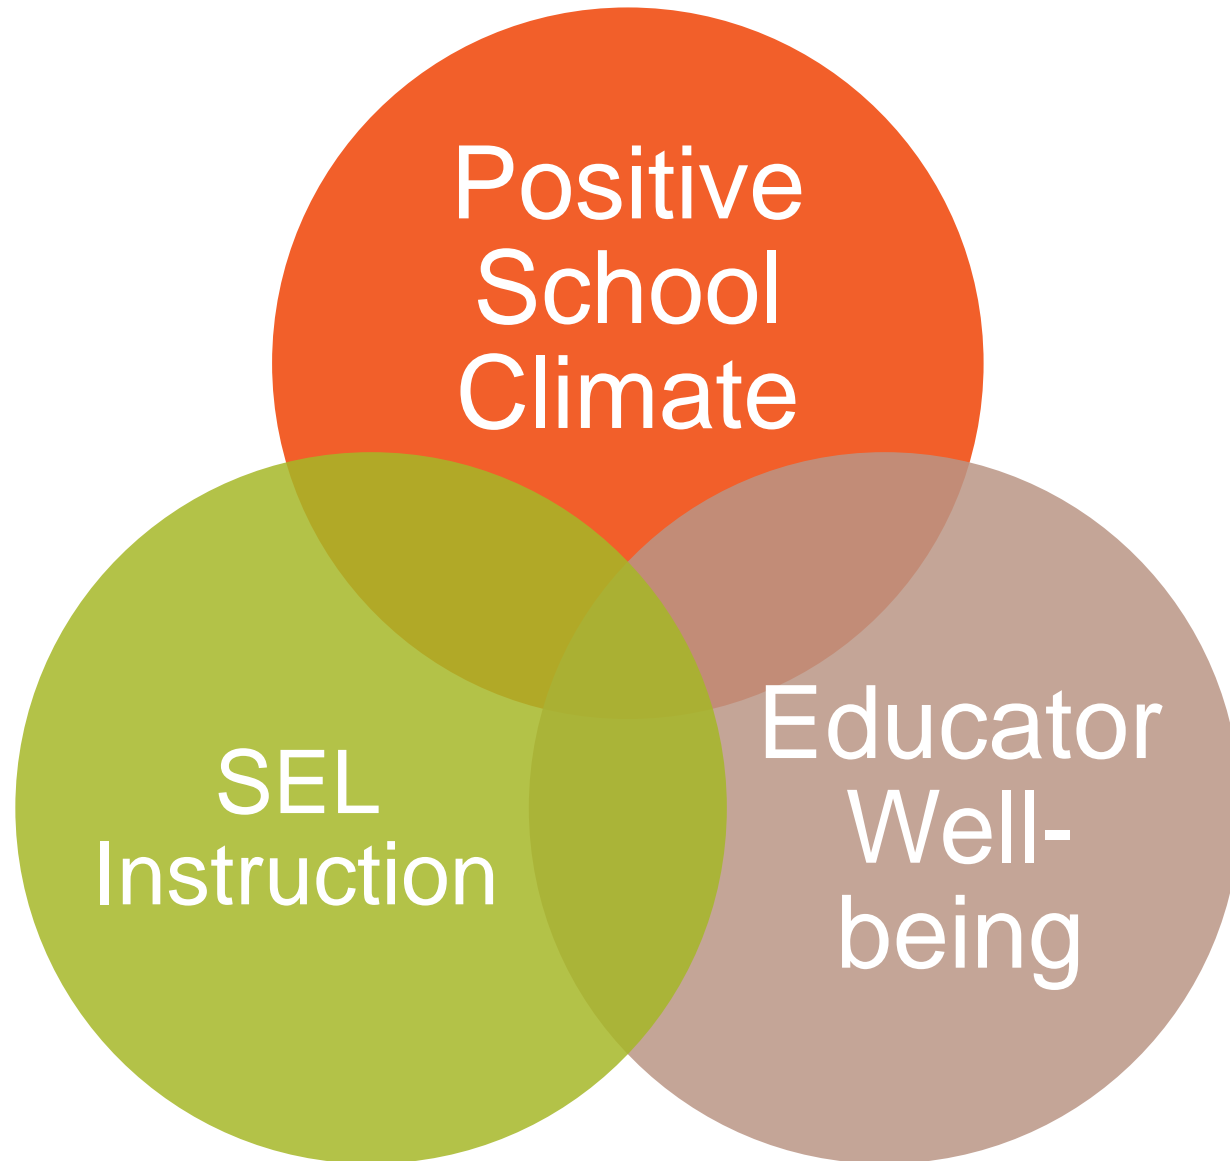 Positive
School
Climate
SEL
Instruction
Educator
Well-
being